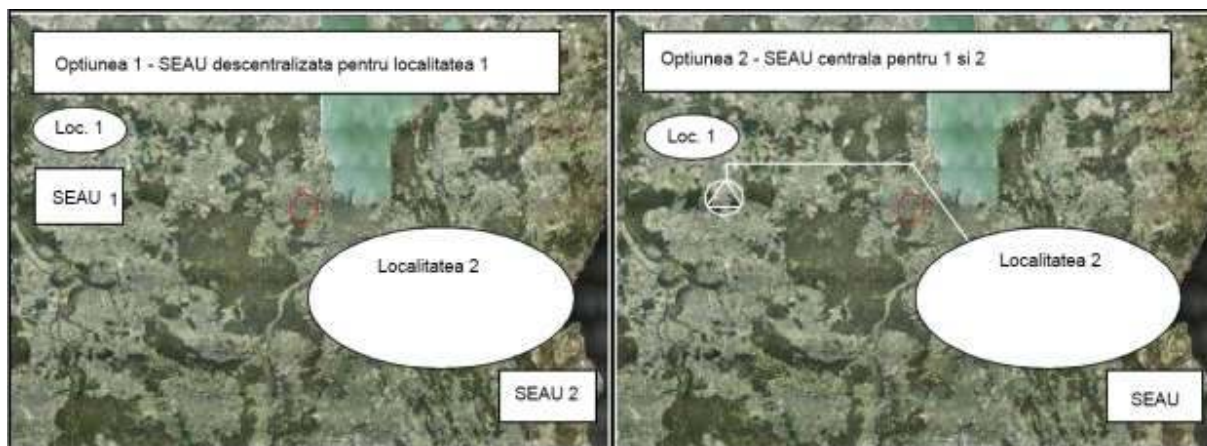 Optiunea 1 - SEAU descentralizata pentru localitatea 1
Loc. 1
SEAU 1
Localitatea 2
SEAU 2
Optiunea 2 - SEAU centrala pentru 1 si 2
Loc. 1
Localitatea 2
SEAU